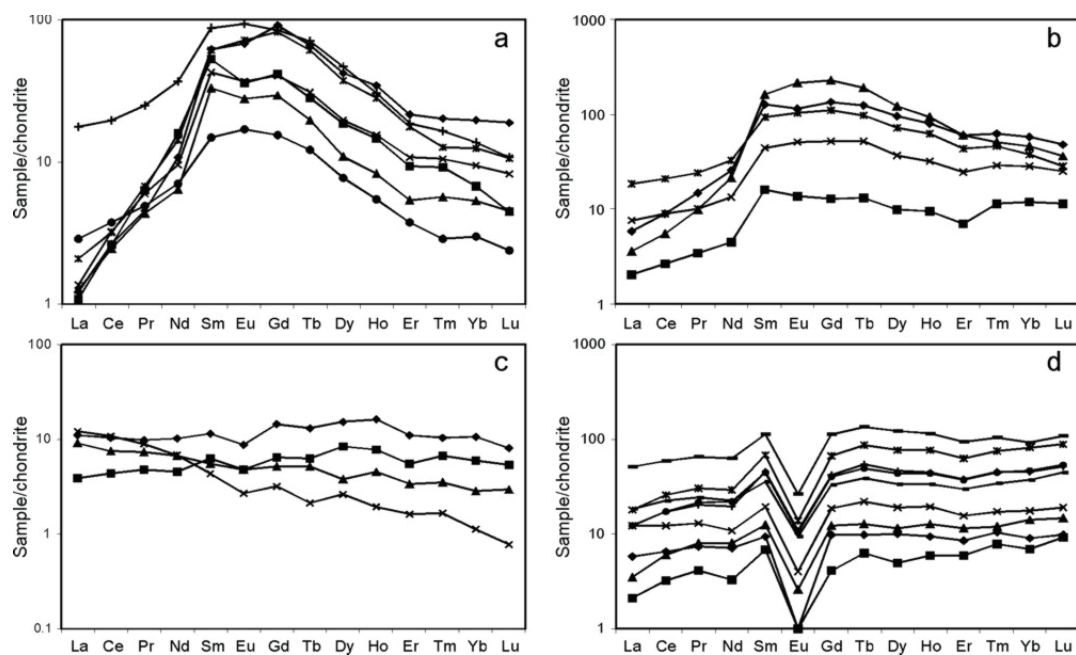 a
100
10
1
Sample/chondrite
La Ce Pr Nd Sm Eu Gd Tb Dy Ho Er Tm Yb Lu
b
1000
100
10
1
Sample/chondrite
La Ce Pr Nd Sm Eu Gd Tb Dy Ho Er Tm Yb Lu
c
100
10
1
0.1
Sample/chondrite
La Ce Pr Nd Sm Eu Gd Tb Dy Ho Er Tm Yb Lu
d
1000
100
10
1
Sample/chondrite
La Ce Pr Nd Sm Eu Gd Tb Dy Ho Er Tm Yb Lu